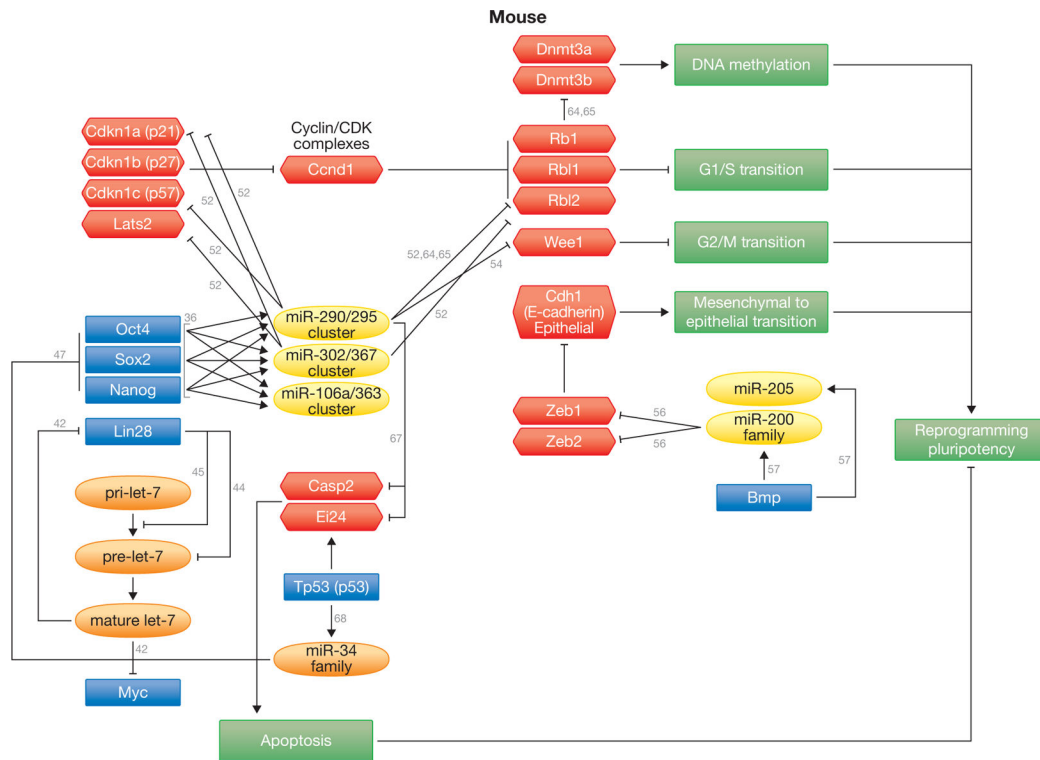 Mouse
Dnmt3a
Dnmt3b
DNA methylation
64,65
Cdkn1a (p21)
Cdkn1b (p27)
Cdkn1c (p57)
Lats2
Cyclin/CDK
complexes
Ccnd1
Rb1
Rbl1
Rbl2
G1/S transition
52
52
52
52
52,64,65
54
52
Wee1
G2/M transition
Cdh1
(E-cadherin)
Epithelial
Mesenchymal to
epithelial transition
36
47
Oct4
Sox2
Nanog
miR-290/295
cluster
miR-302/367
cluster
miR-106a/363
cluster
67
miR-205
miR-200
family
Zeb1
Zeb2
56
56
57
57
Bmp
Reprogramming
pluripotency
42
Lin28
45
44
pri-let-7
pre-let-7
mature let-7
42
Myc
Casp2
Ei24
Tp53 (p53)
68
miR-34
family
Apoptosis